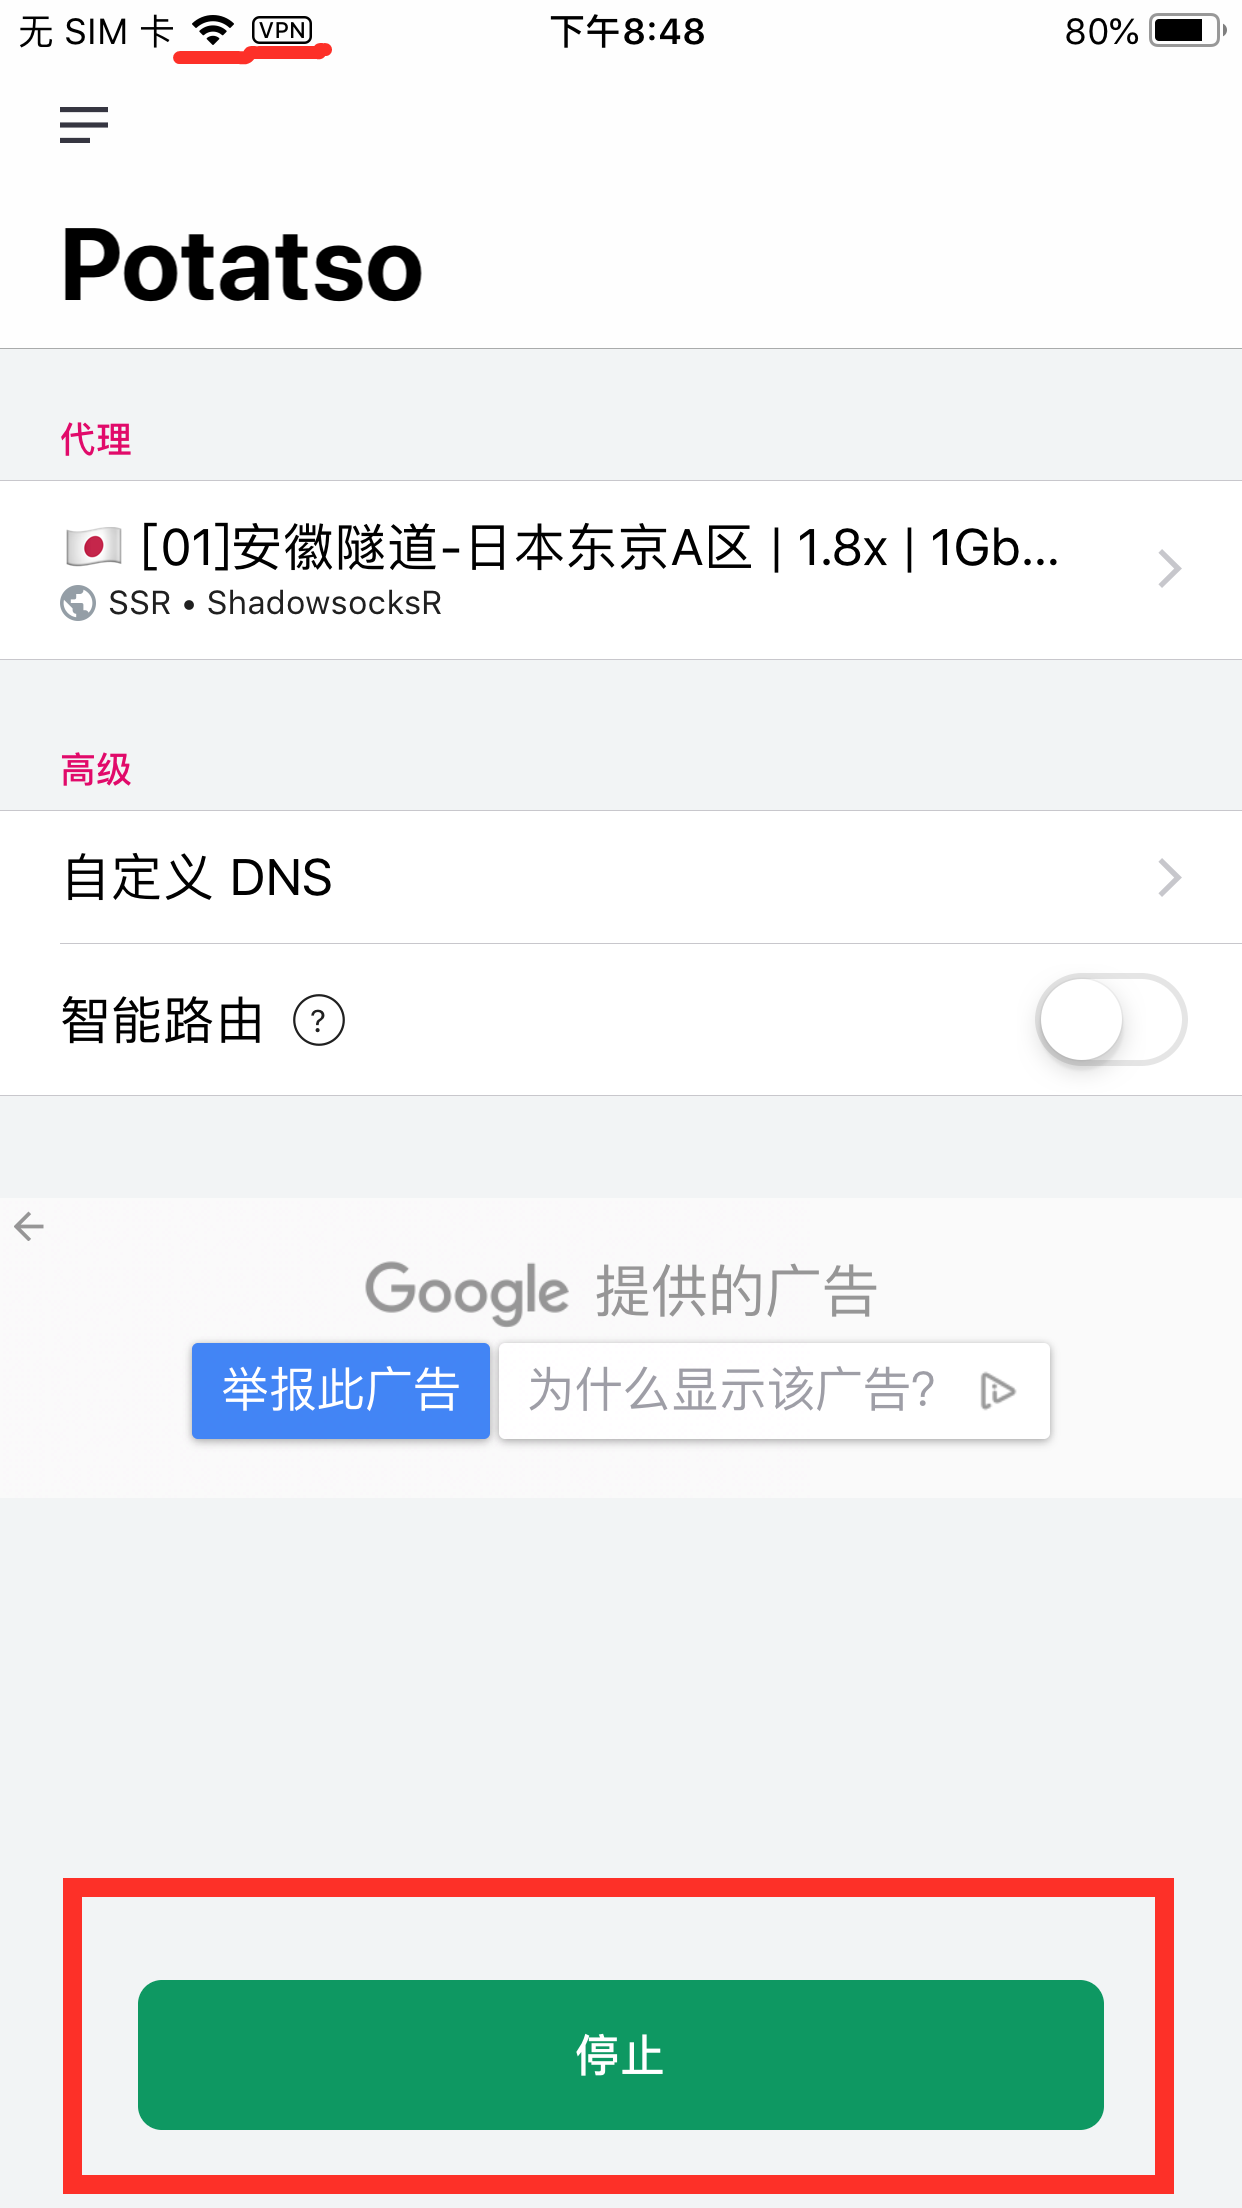 无 SIM 卡 VPN 下午8:48 80%
Potatso
代理
🇯🇵 [01]安徽隧道-日本东京A区 | 1.8x | 1Gb...
SSR • ShadowsocksR
高级
自定义 DNS
智能路由 ?
Google 提供的广告
举报此广告 为什么显示该广告?
停止